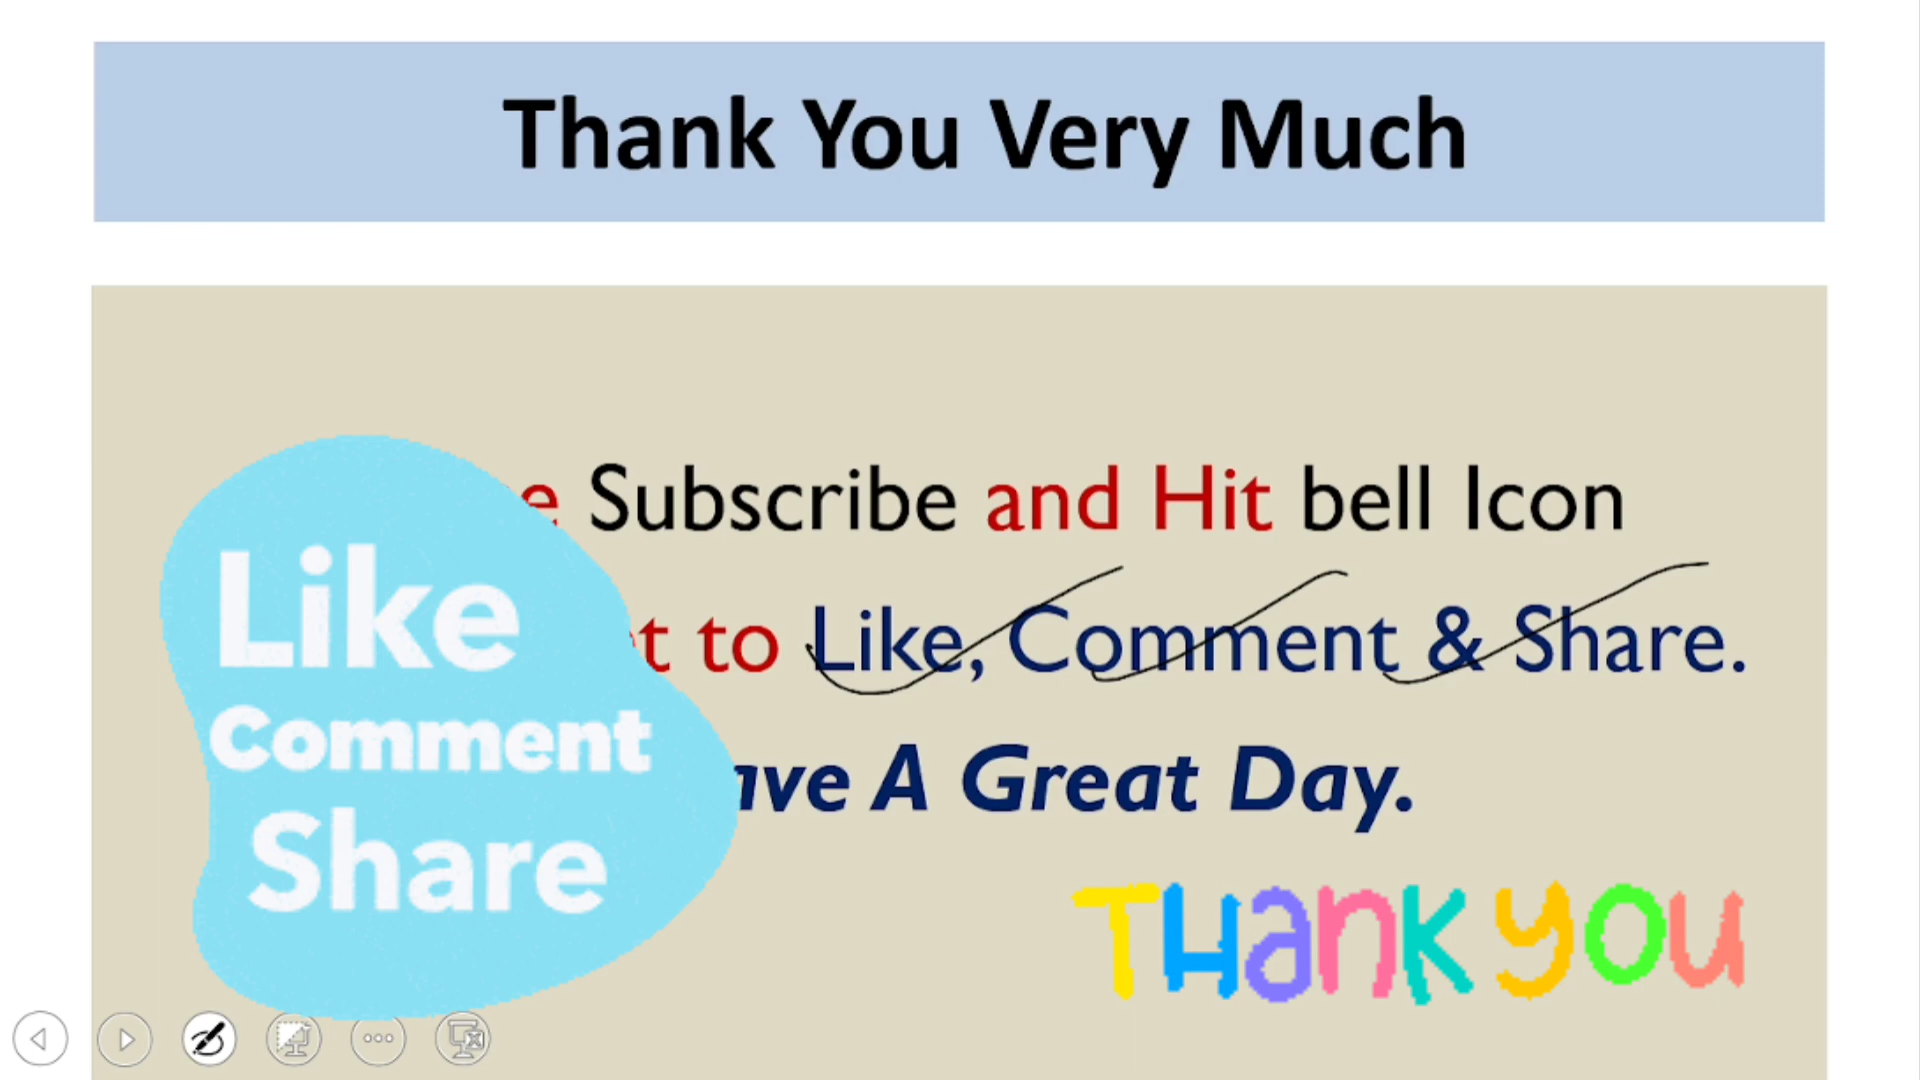 Thank You Very Much
Subscribe and Hit bell Icon
to Like, Comment & Share.
A Great Day.
Like
Comment
Share
THanK you